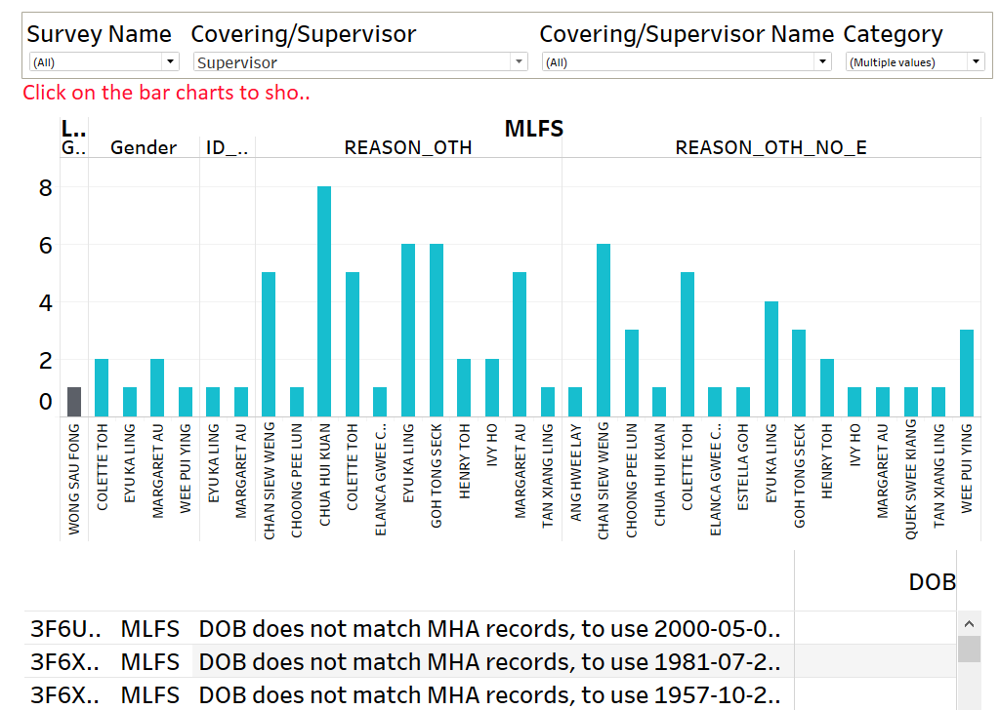 Survey Name Covering/Supervisor Covering/Supervisor Name Category
(All) Supervisor (All) (Multiple values)
Click on the bar charts to sho..
L.. MLFS
G.. Gender ID_.. REASON_OTH REASON_OTH_NO_E
8
6
4
2
0
WONG SAU FONG
COLETTE TOH
EYU KA LING
MARGARET AU
WEE PUI YING
EYU KA LING
MARGARET AU
CHAN SIEW WENG
CHOONG PEE LUN
CHUA HUI KUAN
COLETTE TOH
ELANCA GWEE C..
EYU KA LING
GOH TONG SECK
HENRY TOH
IVY HO
MARGARET AU
TAN XIANG LING
ANG HWEE LAY
CHAN SIEW WENG
CHOONG PEE LUN
CHUA HUI KUAN
COLETTE TOH
ELANCA GWEE C..
ESTELLA GOH
EYU KA LING
GOH TONG SECK
HENRY TOH
IVY HO
MARGARET AU
QUEK SWEE KIANG
TAN XIANG LING
WEE PUI YING
DOB
3F6U.. MLFS DOB does not match MHA records, to use 2000-05-0..
3F6X.. MLFS DOB does not match MHA records, to use 1981-07-2..
3F6X.. MLFS DOB does not match MHA records, to use 1957-10-2..